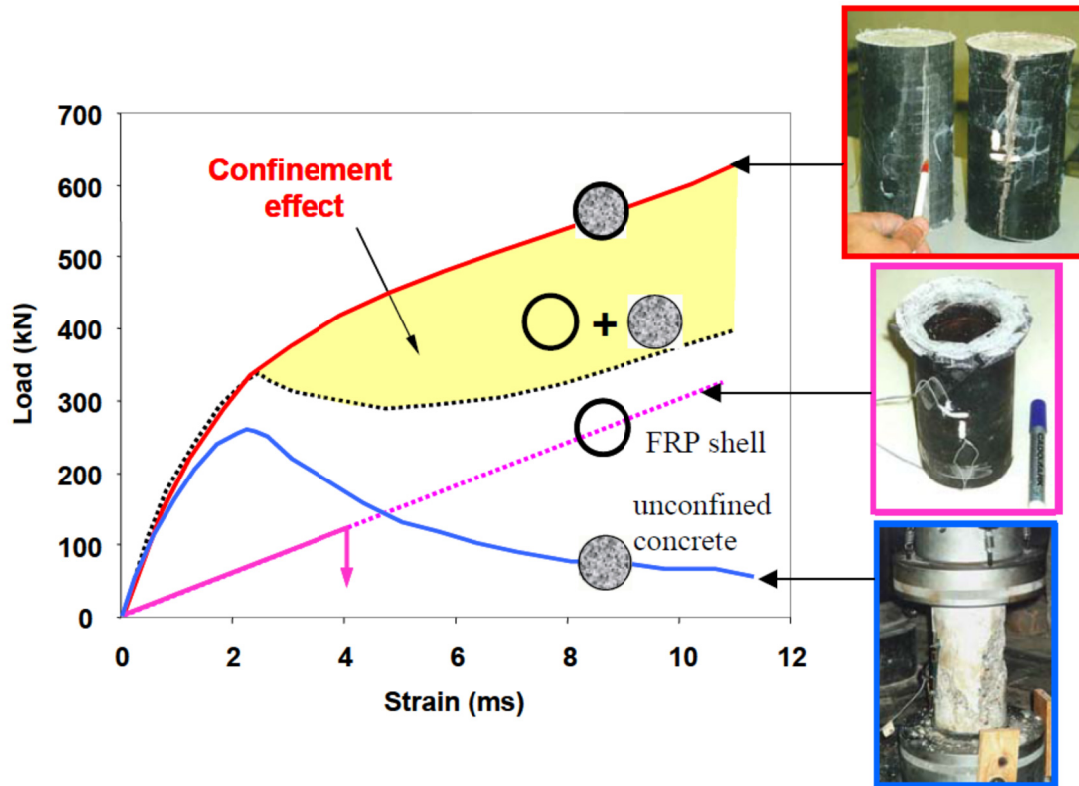 700
600
500
400
300
200
100
0
Load (kN)
Confinement
effect
+
FRP shell
unconfined
concrete
0 2 4 6 8 10 12
Strain (ms)